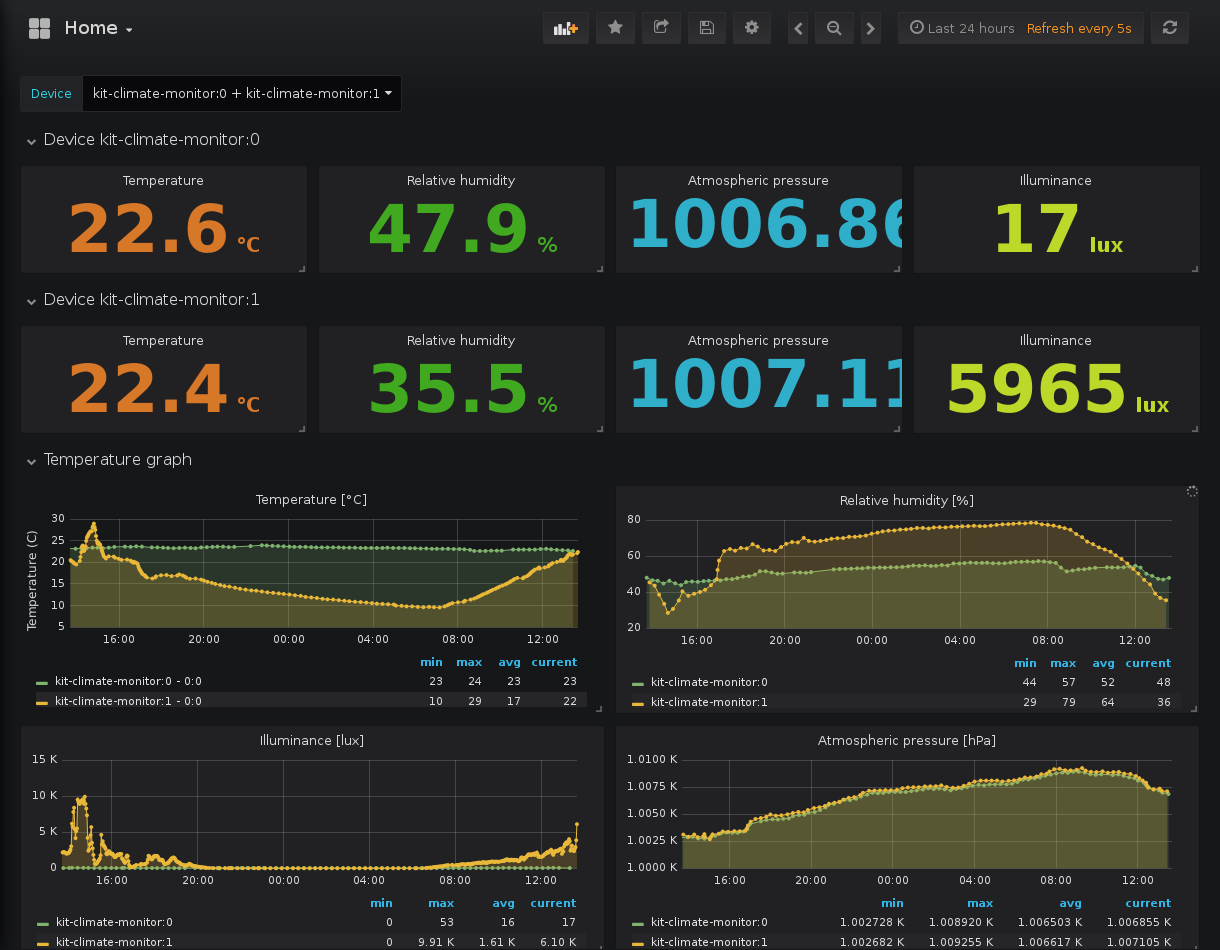 Home
Last 24 hours Refresh every 5s
Device kit-climate-monitor:0 + kit-climate-monitor:1
Device kit-climate-monitor:0
Temperature Relative humidity Atmospheric pressure Illuminance
22.6 °C 47.9 % 1006.86 17 lux
Device kit-climate-monitor:1
Temperature Relative humidity Atmospheric pressure Illuminance
22.4 °C 35.5 % 1007.11 5965 lux
Temperature graph
Temperature [°C]
Temperature (C)
30
25
20
15
10
5
16:00 20:00 00:00 04:00 08:00 12:00
min max avg current
kit-climate-monitor:0 - 0:0 23 24 23 23
kit-climate-monitor:1 - 0:0 10 29 17 22
Relative humidity [%]
80
60
40
20
16:00 20:00 00:00 04:00 08:00 12:00
min max avg current
kit-climate-monitor:0 44 57 52 48
kit-climate-monitor:1 29 79 64 36
Illuminance [lux]
15 K
10 K
5 K
0
16:00 20:00 00:00 04:00 08:00 12:00
min max avg current
kit-climate-monitor:0 0 53 16 17
kit-climate-monitor:1 0 9.91 K 1.61 K 6.10 K
Atmospheric pressure [hPa]
1.0100 K
1.0075 K
1.0050 K
1.0025 K
1.0000 K
16:00 20:00 00:00 04:00 08:00 12:00
min max avg current
kit-climate-monitor:0 1.002728 K 1.008920 K 1.006503 K 1.006855 K
kit-climate-monitor:1 1.002682 K 1.009255 K 1.006617 K 1.007105 K